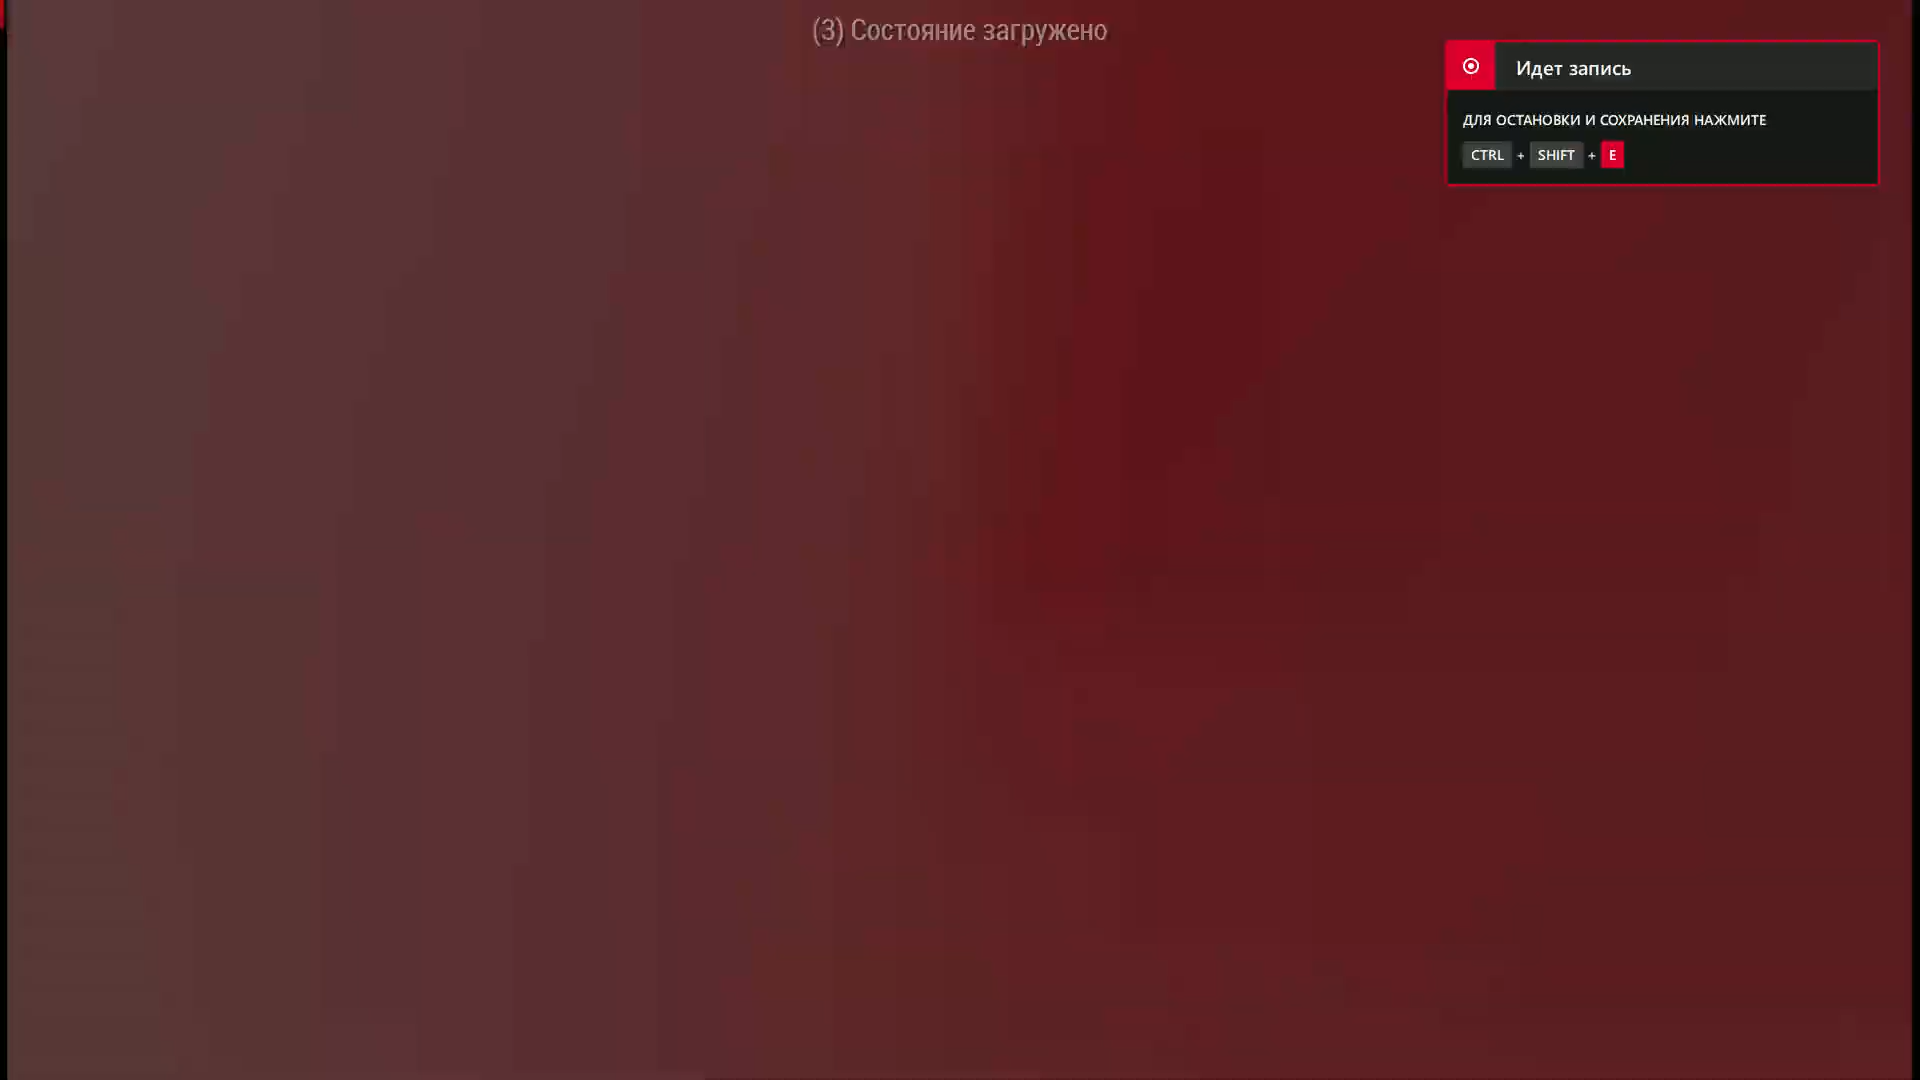 (3) Состояние загружено
Идет запись
ДЛЯ ОСТАНОВКИ И СОХРАНЕНИЯ НАЖМИТЕ
CTRL + SHIFT + E